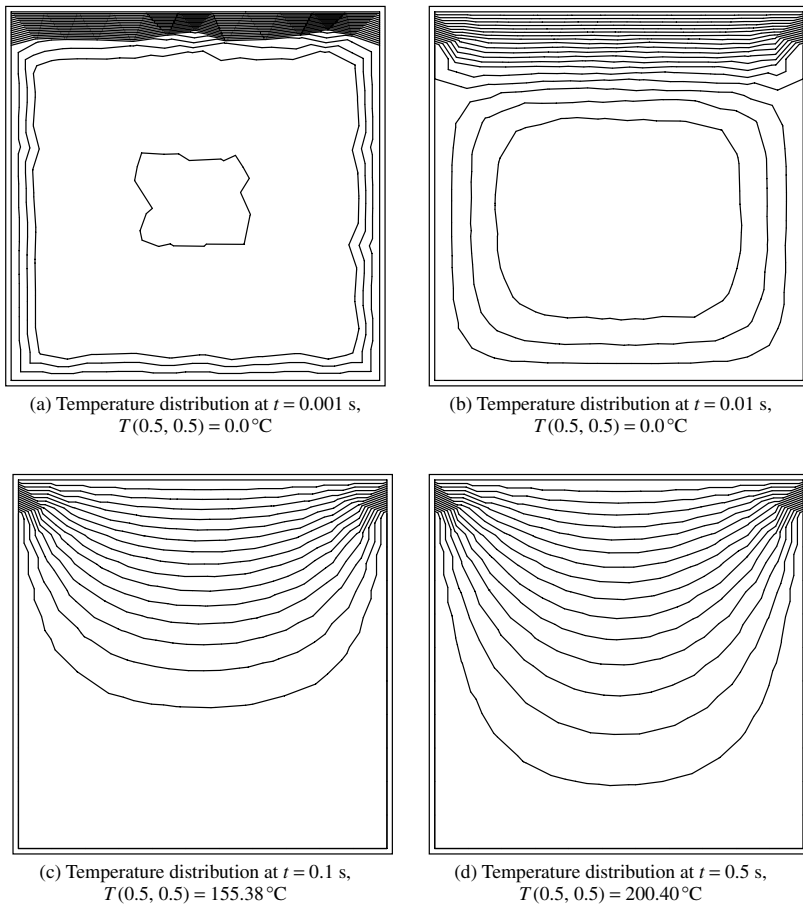 (a) Temperature distribution at t = 0.001 s,
T(0.5, 0.5) = 0.0 °C
(b) Temperature distribution at t = 0.01 s,
T(0.5, 0.5) = 0.0 °C
(c) Temperature distribution at t = 0.1 s,
T(0.5, 0.5) = 155.38 °C
(d) Temperature distribution at t = 0.5 s,
T(0.5, 0.5) = 200.40 °C